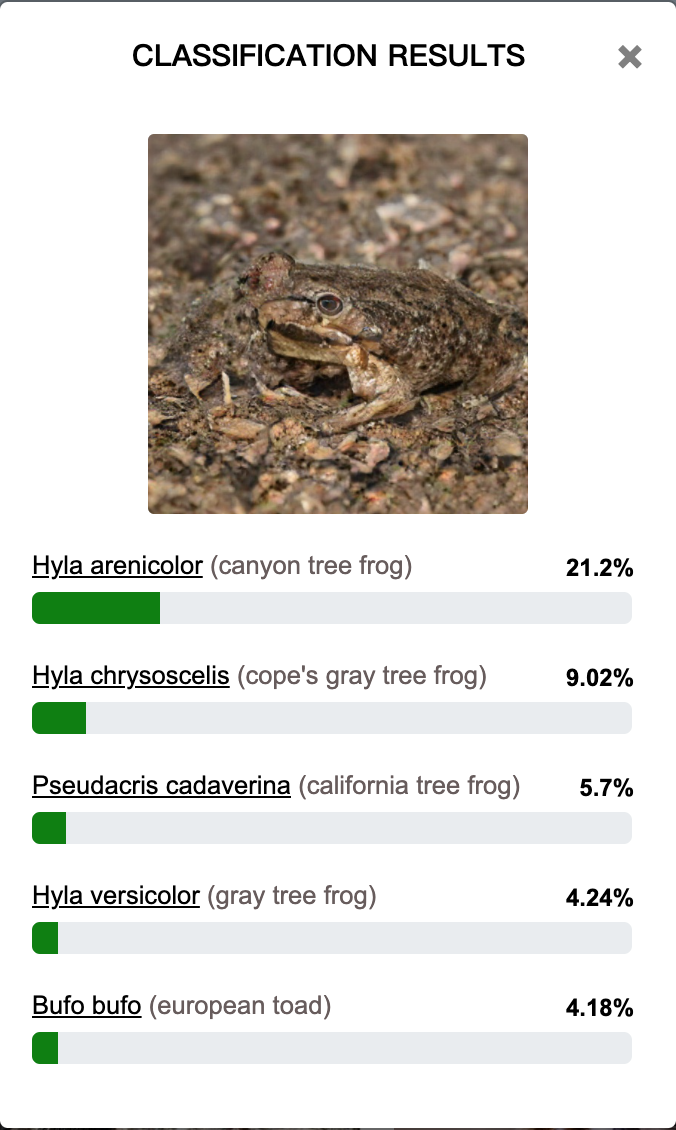 CLASSIFICATION RESULTS
Hyla arenicolor (canyon tree frog) 21.2%
Hyla chrysoscelis (cope's gray tree frog) 9.02%
Pseudacris cadaverina (california tree frog) 5.7%
Hyla versicolor (gray tree frog) 4.24%
Bufo bufo (european toad) 4.18%